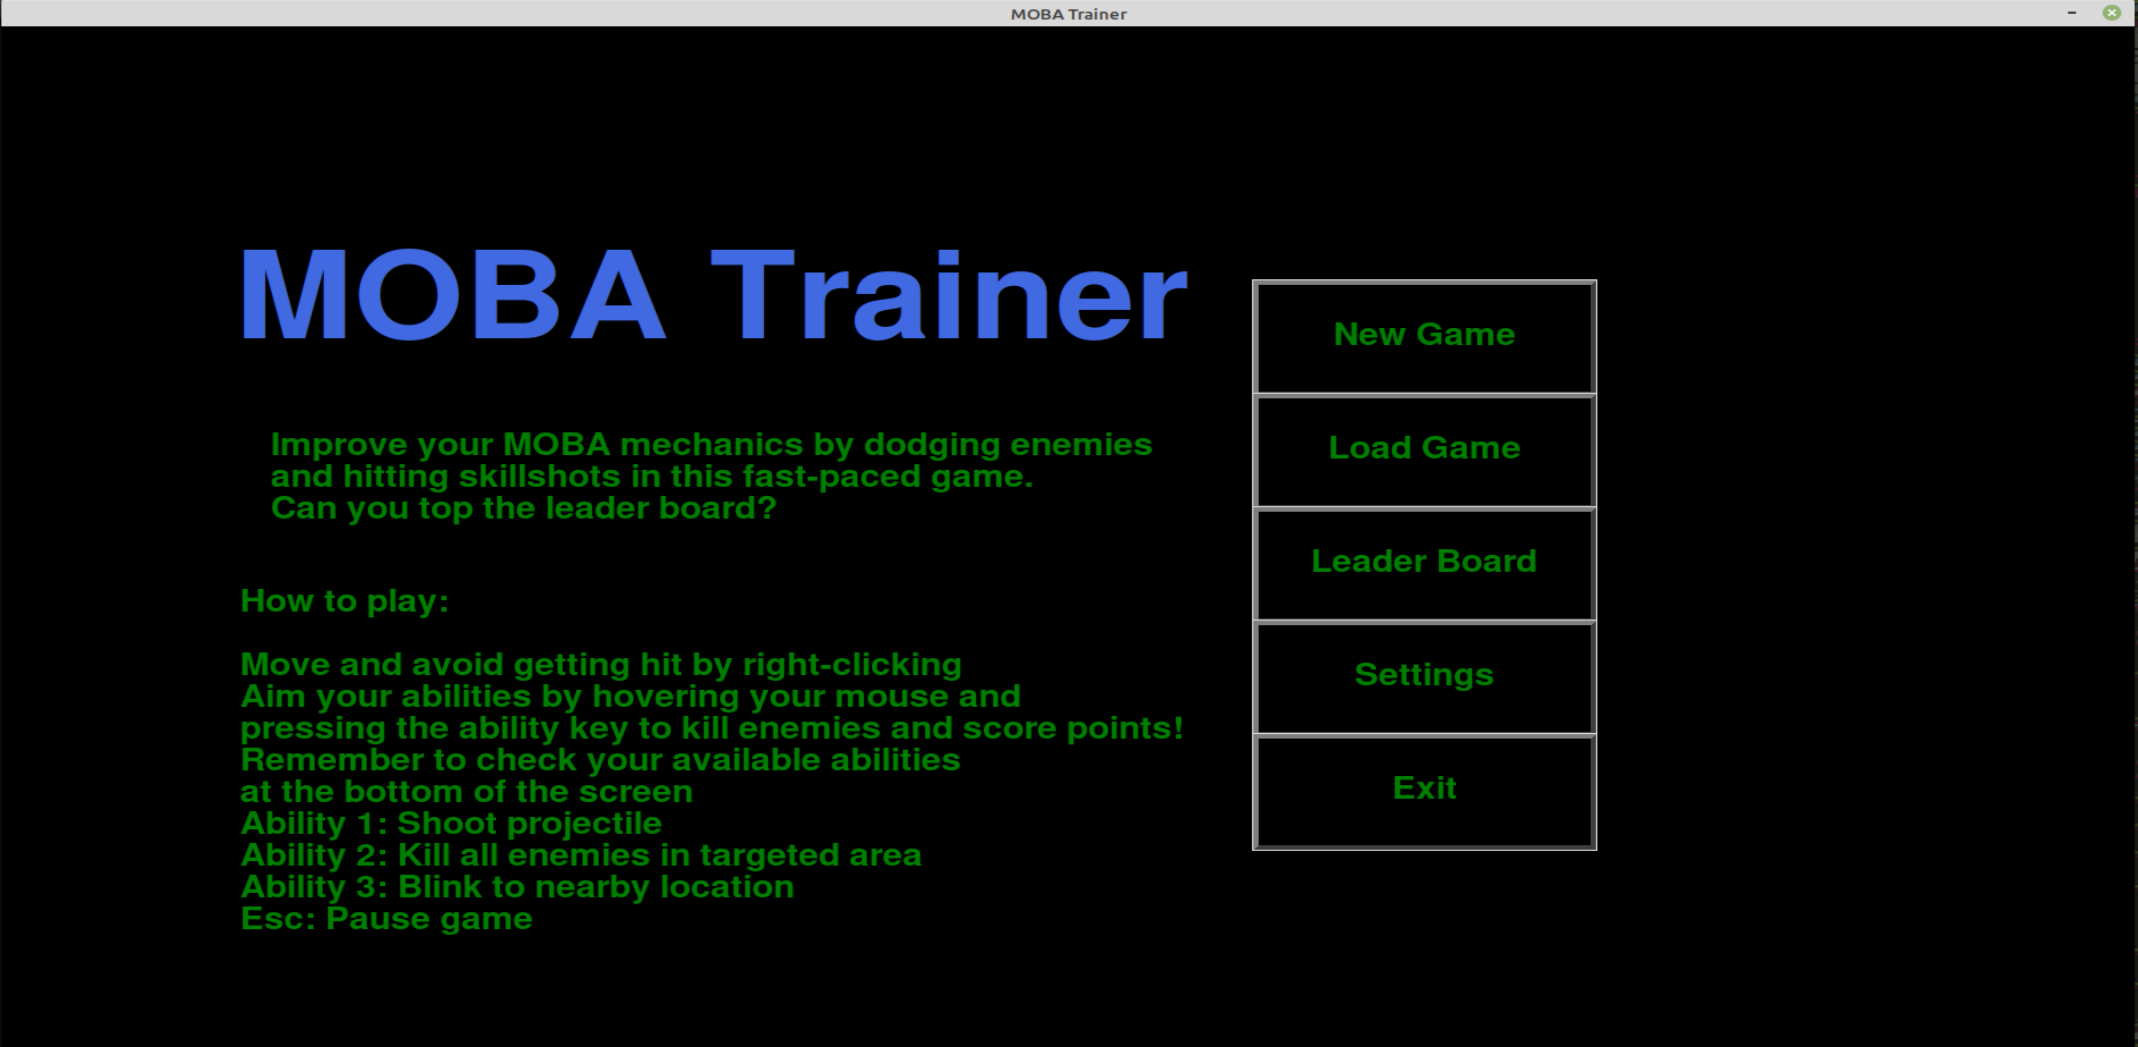 MOBA Trainer
MOBA Trainer
Improve your MOBA mechanics by dodging enemies
and hitting skillshots in this fast-paced game.
Can you top the leader board?
How to play:
Move and avoid getting hit by right-clicking
Aim your abilities by hovering your mouse and
pressing the ability key to kill enemies and score points!
Remember to check your available abilities
at the bottom of the screen
Ability 1: Shoot projectile
Ability 2: Kill all enemies in targeted area
Ability 3: Blink to nearby location
Esc: Pause game
New Game
Load Game
Leader Board
Settings
Exit